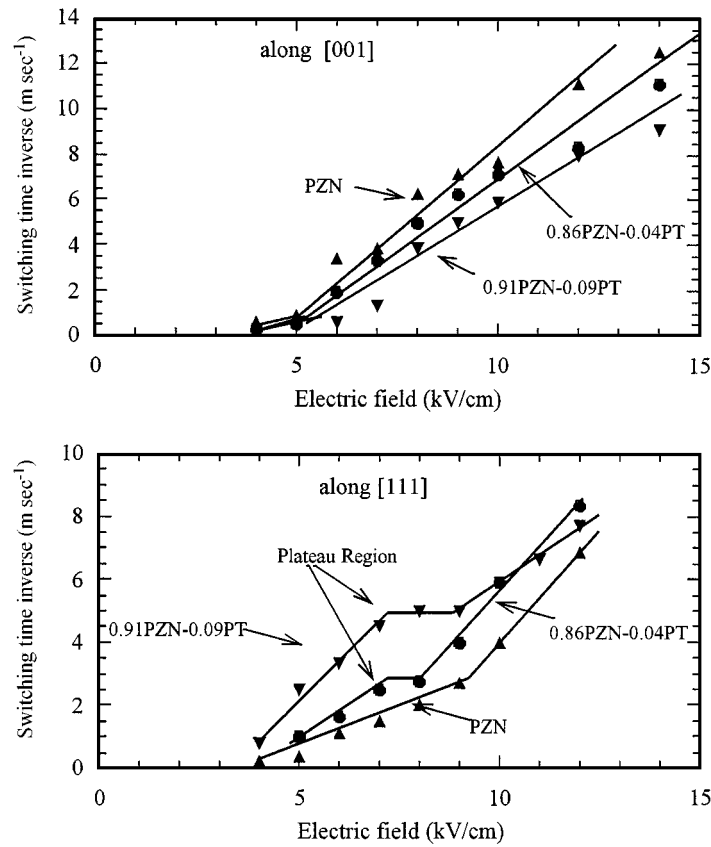 14
12
10
8
6
4
2
0
Switching time inverse (m sec⁻¹)
along [001]
PZN
0.86PZN-0.04PT
0.91PZN-0.09PT
0 5 10 15
Electric field (kV/cm)
10
8
6
4
2
0
Switching time inverse (m sec⁻¹)
along [111]
Plateau Region
0.91PZN-0.09PT
0.86PZN-0.04PT
PZN
0 5 10 15
Electric field (kV/cm)